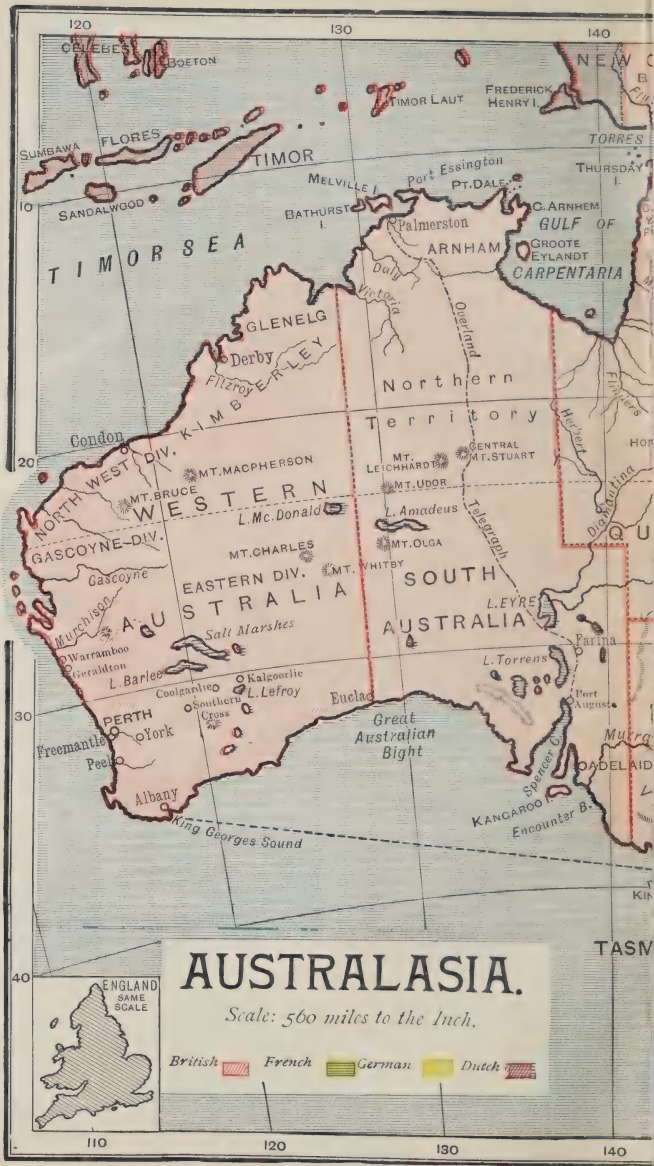 120
130
140
CELEBES
BOETON
NEW
FREDERICK
HENRY I.
TIMOR LAUT
TORRES
SUMBAWA
FLORES
TIMOR
THURSDAY
I.
Port Essington
MELVILLE I.
PT. DALE
10
SANDALWOOD
BATHURST
I.
C. ARNHEM
Palmerston
GULF OF
ARNHAM
GROOTE
EYLANDT
CARPENTARIA
TIMOR SEA
Daly
Victoria
Overland
GLENELG
Derby
Fitzroy
KIMBERLEY
Northern
Flinders
Territory
Herbert
Condon
20
NORTH WEST DIV.
MT. MACPHERSON
MT.
LEICHHARDT
CENTRAL
MT. STUART
MT. BRUCE
WESTERN
MT. UDOR
Diamantina
L. Mc. Donald
L. Amadeus
Telegraph
QU
GASCOYNE-DIV.
MT. CHARLES
MT. OLGA
Gascoyne
EASTERN DIV.
MT. WHITBY
SOUTH
Murchison
AUSTRALIA
L. EYRE
Salt Marshes
AUSTRALIA
Farina
Warramboo
Geraldton
L. Barlee
L. Torrens
Coolgardie
Kalgoorlie
L. Lefroy
Southern
Cross
Eucla
Port
August
30
PERTH
York
Freemantle
Great
Australian
Bight
Murra
Peel
ADELAID
Spencer G.
Albany
KANGAROO I.
Encounter B.
King Georges Sound
KIN
TASM
40
ENGLAND
SAME
SCALE
AUSTRALASIA.
Scale: 560 miles to the Inch.
British French German Dutch
110
120
130
140